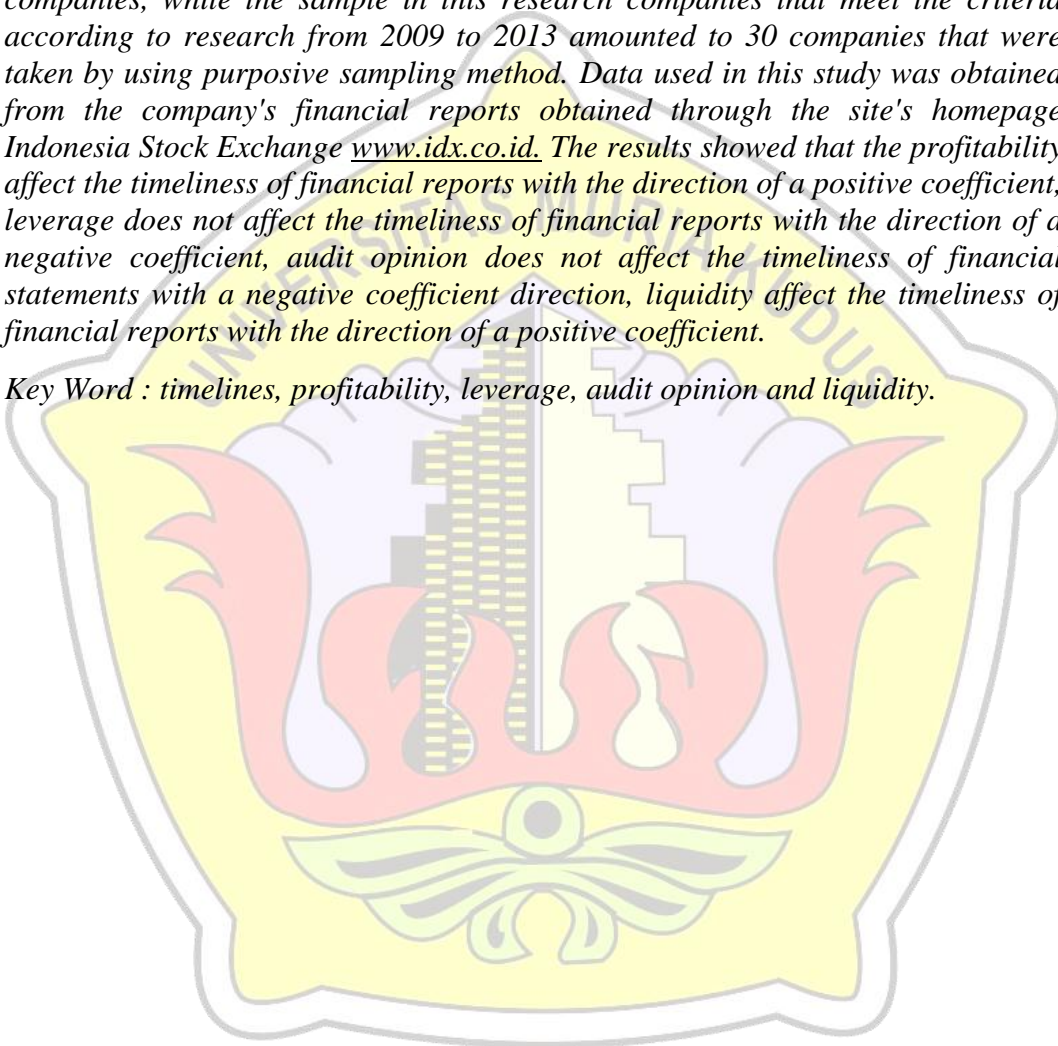 companies, while the sample in this research companies that meet the criteria
according to research from 2009 to 2013 amounted to 30 companies that were
taken by using purposive sampling method. Data used in this study was obtained
from the company's financial reports obtained through the site's homepage
Indonesia Stock Exchange www.idx.co.id. The results showed that the profitability
affect the timeliness of financial reports with the direction of a positive coefficient,
leverage does not affect the timeliness of financial reports with the direction of a
negative coefficient, audit opinion does not affect the timeliness of financial
statements with a negative coefficient direction, liquidity affect the timeliness of
financial reports with the direction of a positive coefficient.
Key Word : timelines, profitability, leverage, audit opinion and liquidity.
UNIVERSITAS MURIA KUDUS